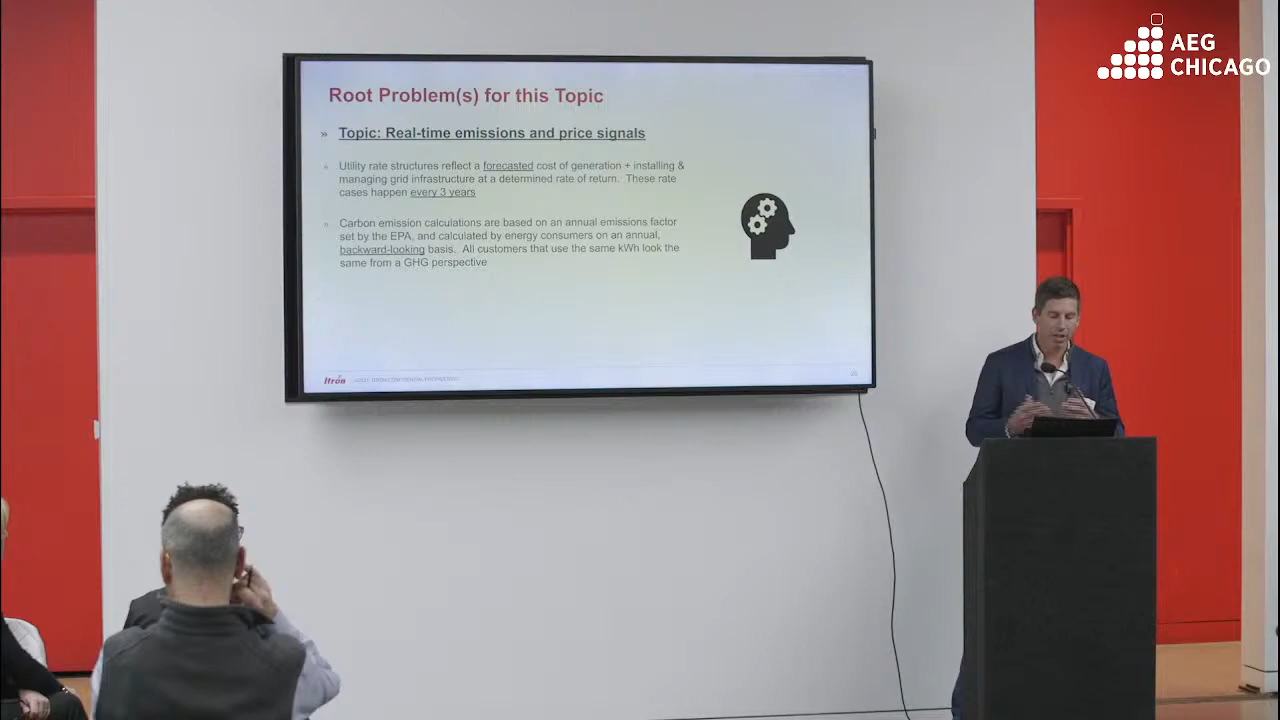 AEG
CHICAGO
Root Problem(s) for this Topic
» Topic: Real-time emissions and price signals
» Utility rate structures reflect a forecasted cost of generation + installing &
managing grid infrastructure at a determined rate of return. These rate
cases happen every 3 years
» Carbon emission calculations are based on an annual emissions factor
set by the EPA, and calculated by energy consumers on an annual,
backward-looking basis. All customers that use the same kWh look the
same from a GHG perspective
Itron